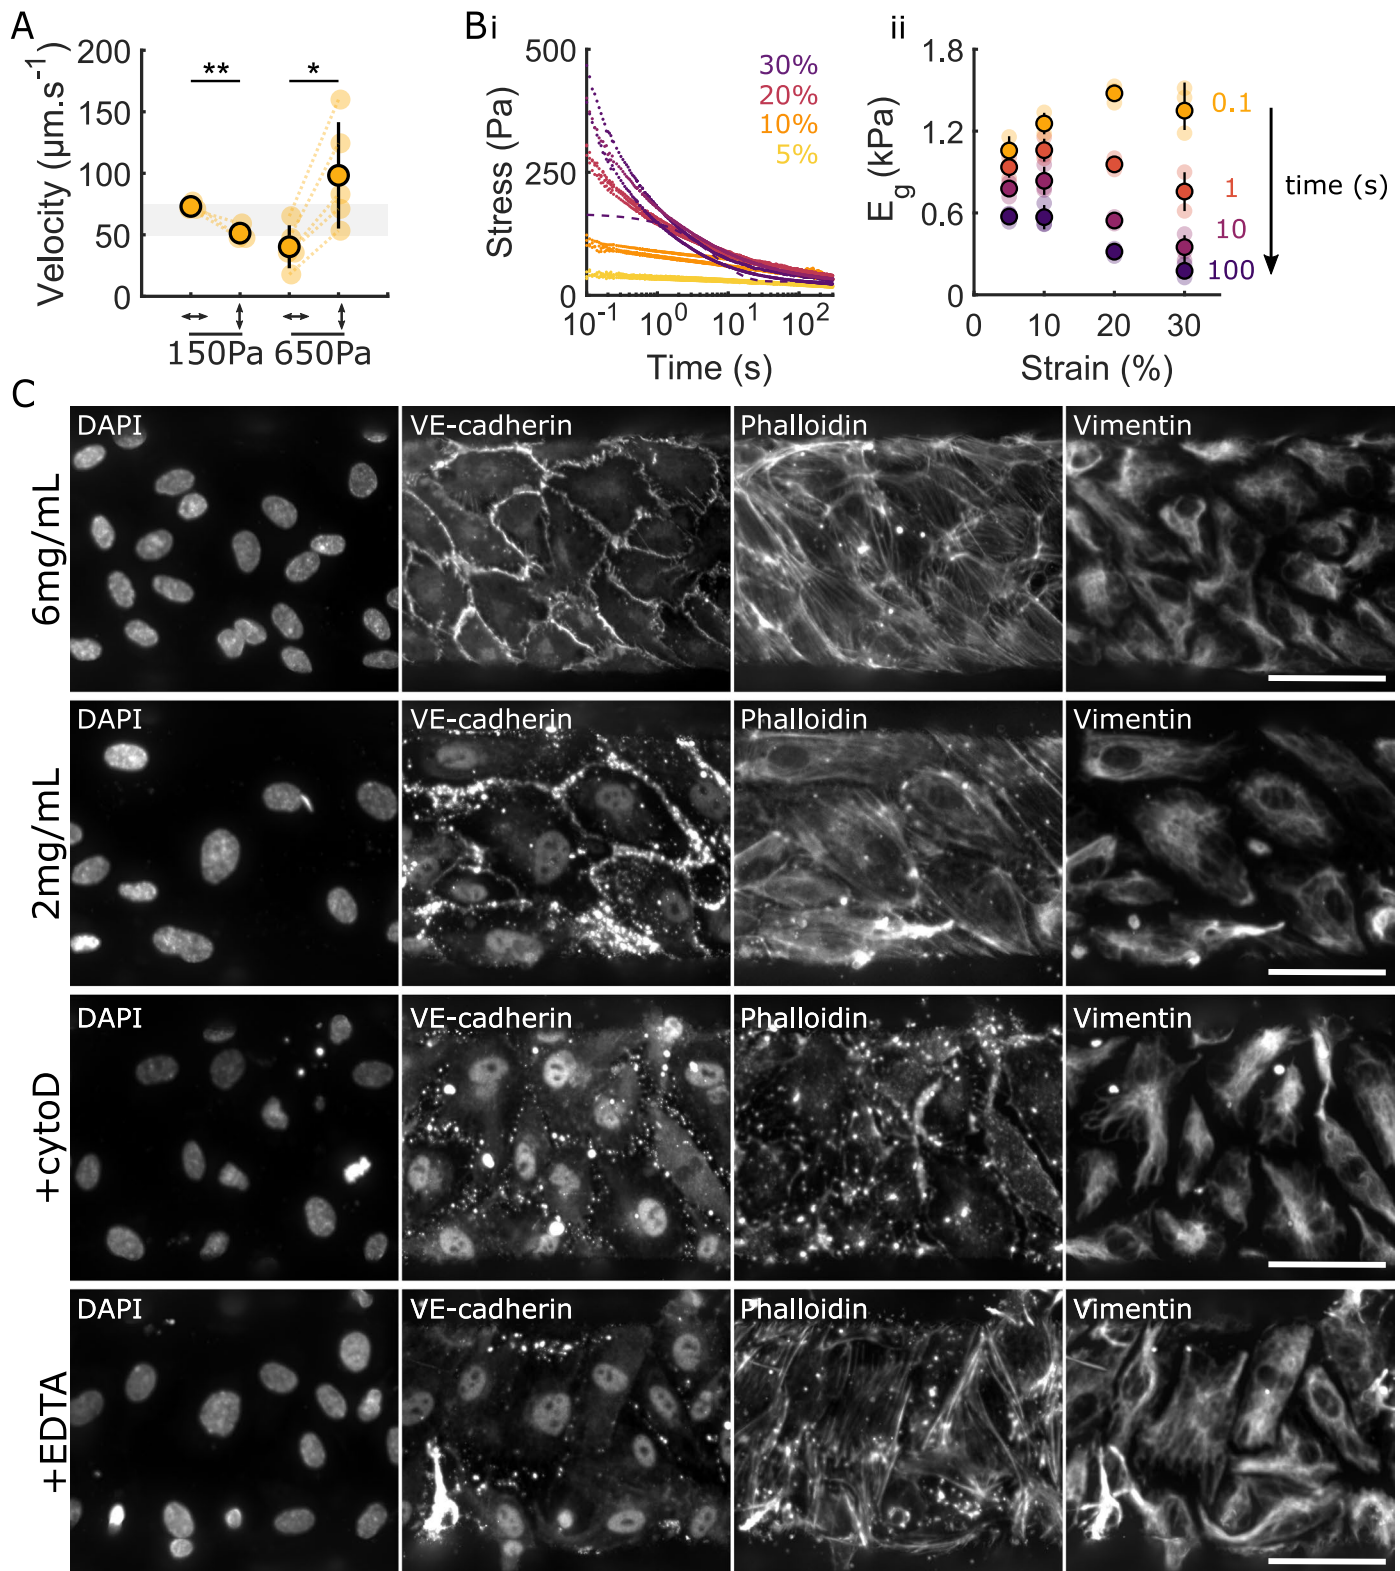 A
Velocity (μm.s⁻¹)
200
150
100
50
0
**
*
150Pa
650Pa
B i
Stress (Pa)
500
250
0
30%
20%
10%
5%
10⁻¹
10⁰
10¹
10²
Time (s)
ii
E_g (kPa)
1.8
1.2
0.6
0
0.1
1
10
100
time (s)
0
10
20
30
Strain (%)
C
6mg/mL
DAPI
VE-cadherin
Phalloidin
Vimentin
2mg/mL
DAPI
VE-cadherin
Phalloidin
Vimentin
+cytoD
DAPI
VE-cadherin
Phalloidin
Vimentin
+EDTA
DAPI
VE-cadherin
Phalloidin
Vimentin